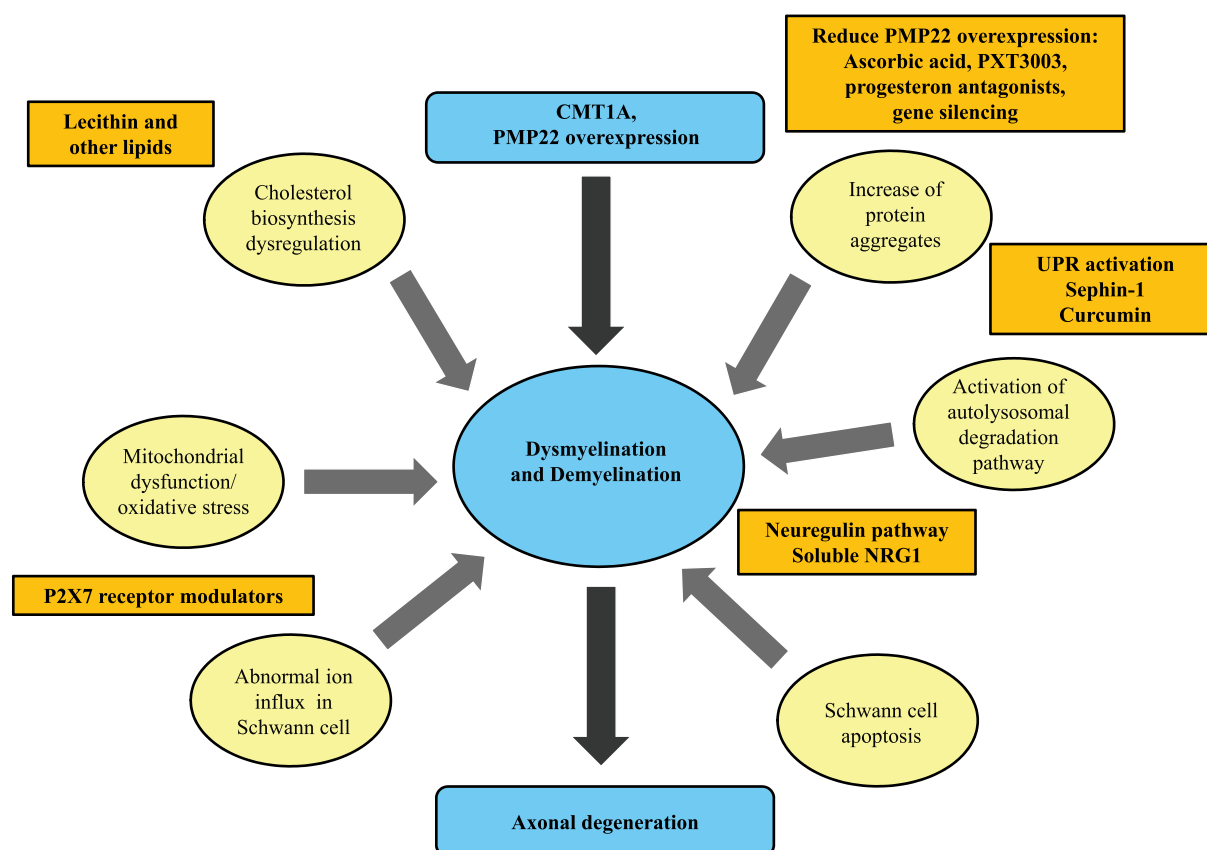 Reduce PMP22 overexpression:
Ascorbic acid, PXT3003,
progesteron antagonists,
gene silencing
CMT1A,
PMP22 overexpression
Lecithin and
other lipids
Cholesterol
biosynthesis
dysregulation
Increase of
protein
aggregates
UPR activation
Sephin-1
Curcumin
Activation of
autolysosomal
degradation
pathway
Dysmyelination
and Demyelination
Mitochondrial
dysfunction/
oxidative stress
Neuregulin pathway
Soluble NRG1
P2X7 receptor modulators
Abnormal ion
influx in
Schwann cell
Schwann cell
apoptosis
Axonal degeneration